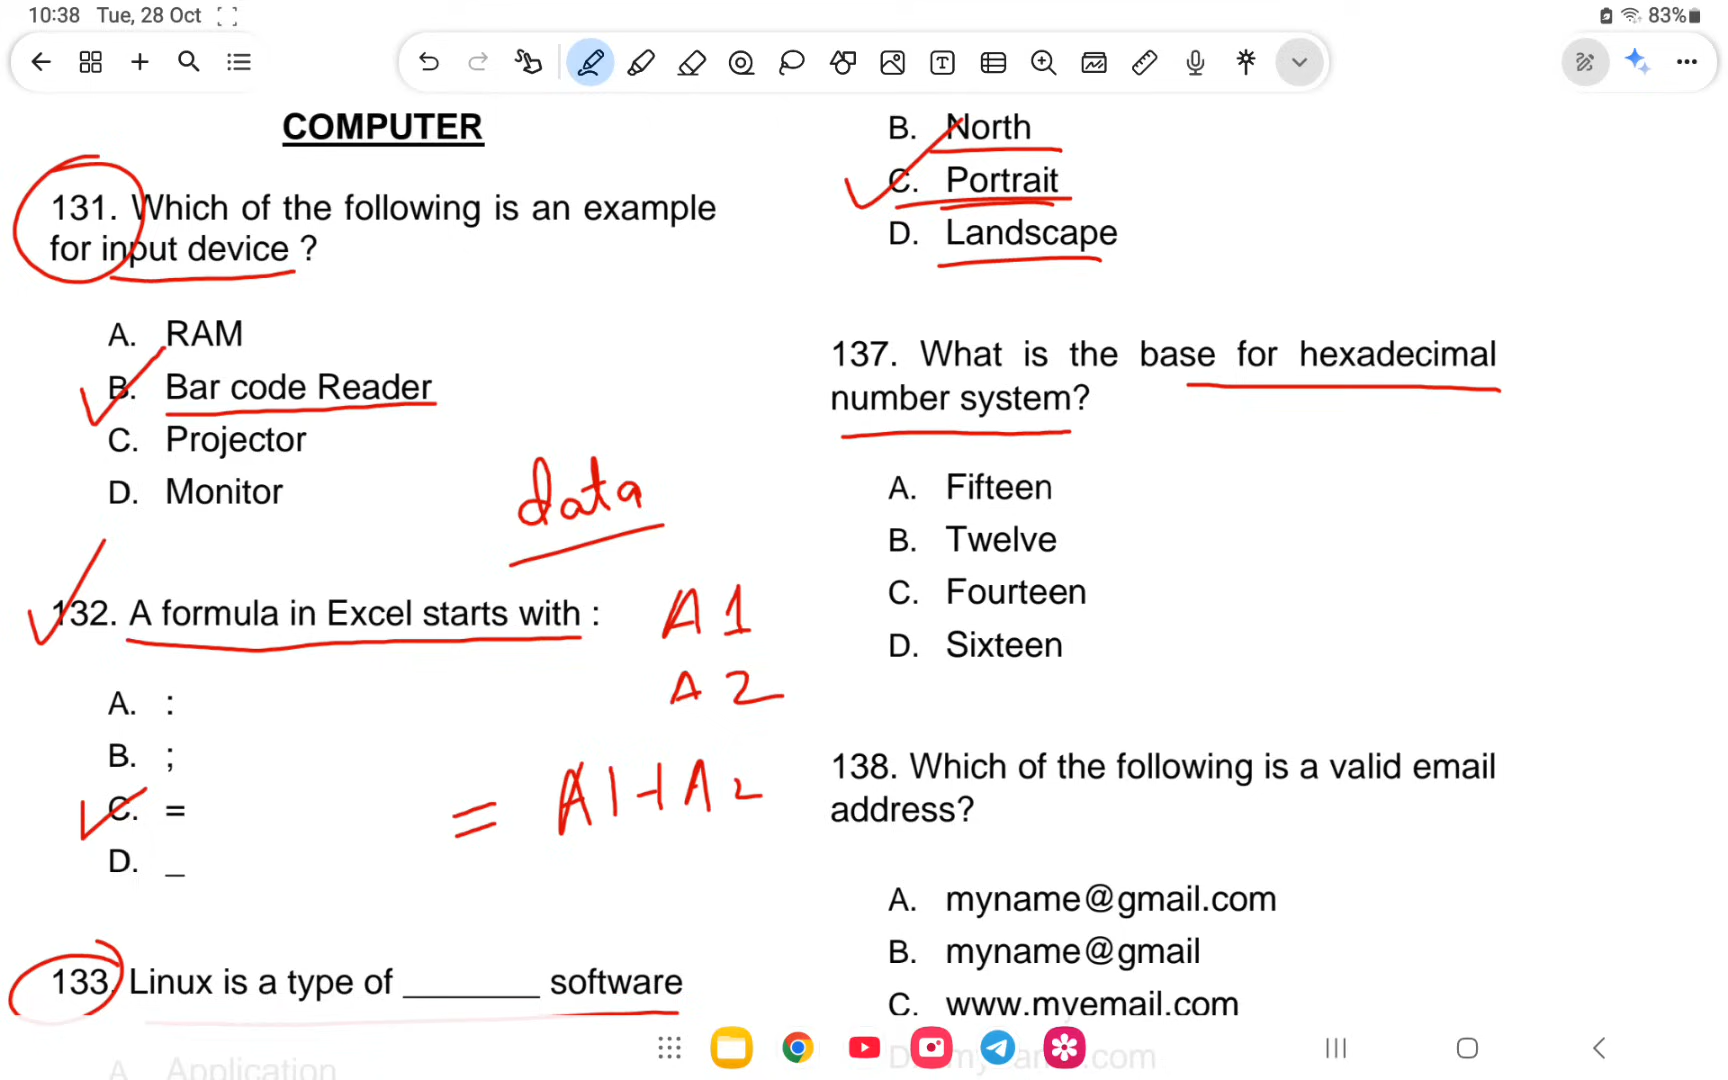 10:38 Tue, 28 Oct
83%
COMPUTER
131. Which of the following is an example
for input device ?
A. RAM
B. Bar code Reader
C. Projector
D. Monitor
data
132. A formula in Excel starts with :
A1
A2
A. :
B. ;
C. =
D. _
= A1+A2
133. Linux is a type of _______ software
A. Application
B. North
C. Portrait
D. Landscape
137. What is the base for hexadecimal
number system?
A. Fifteen
B. Twelve
C. Fourteen
D. Sixteen
138. Which of the following is a valid email
address?
A. myname@gmail.com
B. myname@gmail
C. www.myemail.com